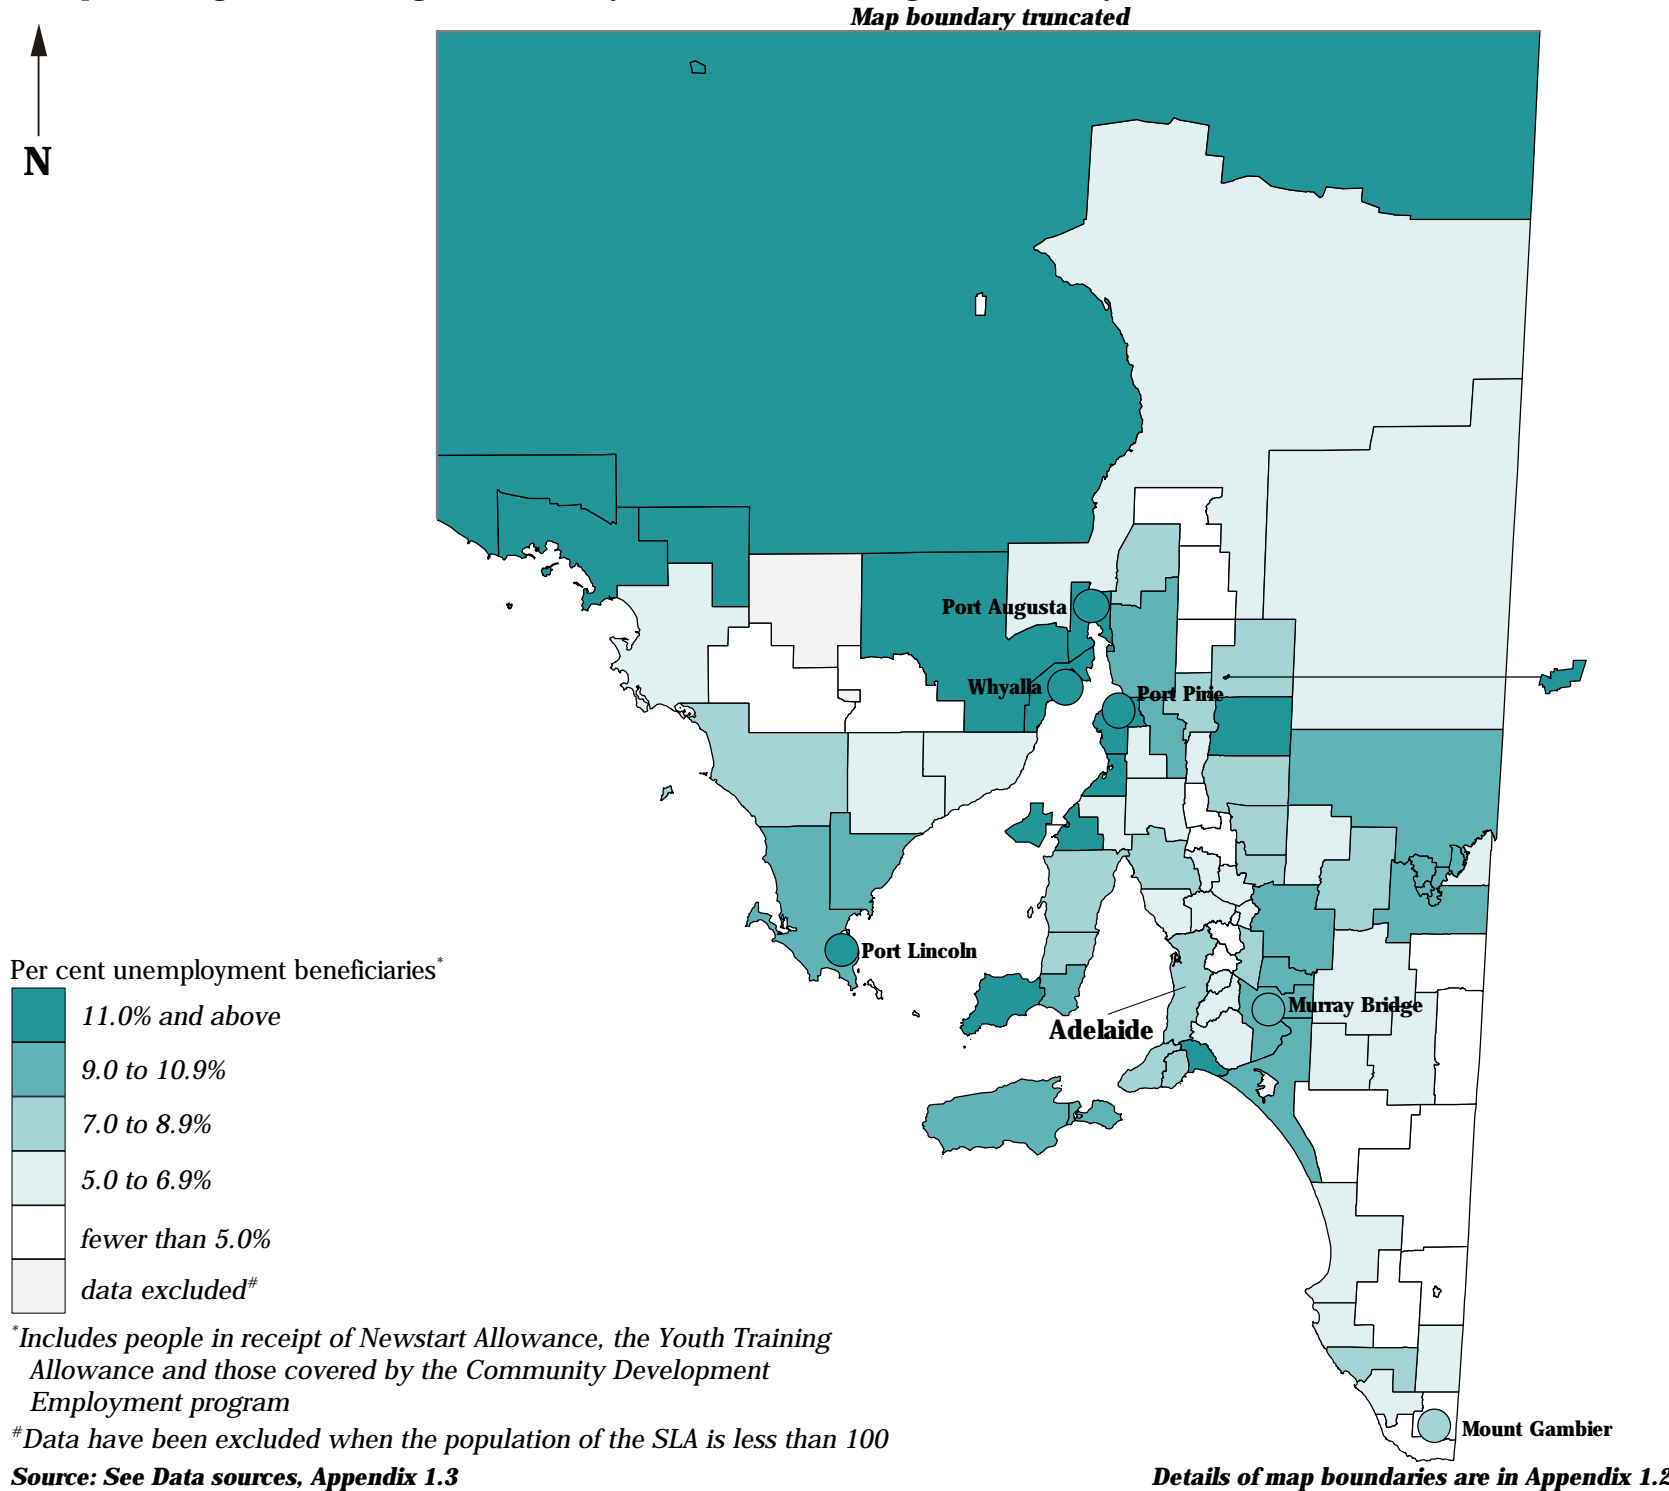 Map boundary truncated
N
Port Augusta
Whyalla
Port Pirie
Port Lincoln
Murray Bridge
Adelaide
Per cent unemployment beneficiaries*
11.0% and above
9.0 to 10.9%
7.0 to 8.9%
5.0 to 6.9%
fewer than 5.0%
data excluded#
*Includes people in receipt of Newstart Allowance, the Youth Training
Allowance and those covered by the Community Development
Employment program
#Data have been excluded when the population of the SLA is less than 100
Mount Gambier
Source: See Data sources, Appendix 1.3
Details of map boundaries are in Appendix 1.2